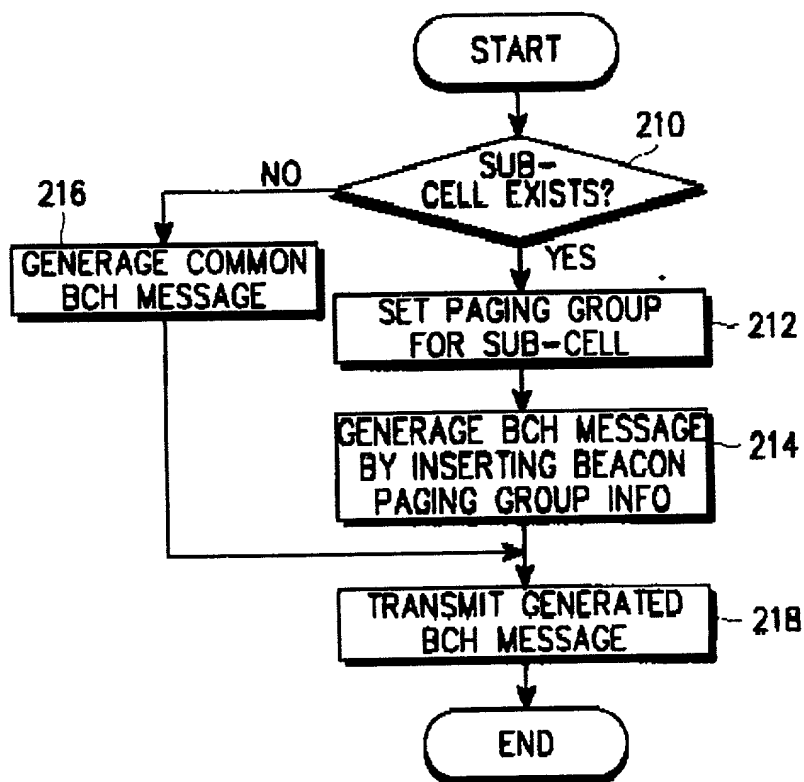 START
210
SUB-
CELL EXISTS?
NO
YES
216
GENERAGE COMMON
BCH MESSAGE
SET PAGING GROUP
FOR SUB-CELL
212
GENERAGE BCH MESSAGE
BY INSERTING BEACON
PAGING GROUP INFO
214
TRANSMIT GENERATED
BCH MESSAGE
218
END